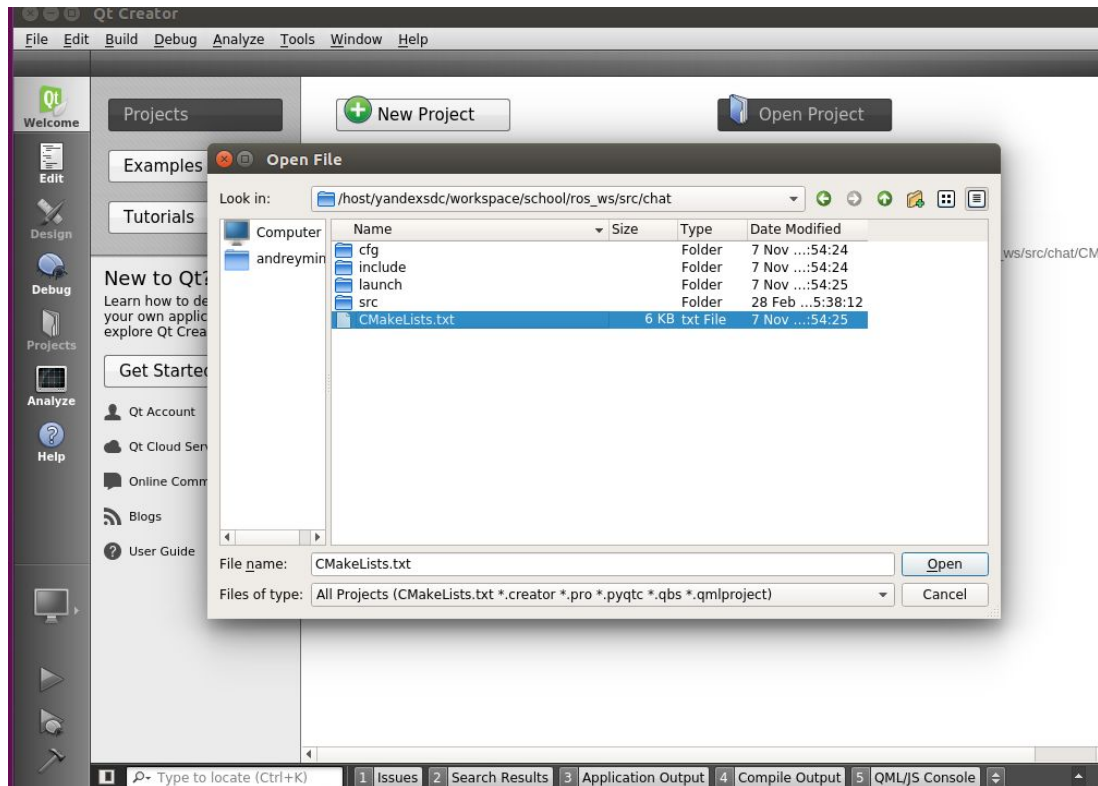 Qt Creator
File Edit Build Debug Analyze Tools Window Help
Qt
Welcome
Edit
Design
Debug
Projects
Analyze
Help
Projects
Examples
Tutorials
New to Qt?
Learn how to de
your own applic
explore Qt Crea
Get Started
Qt Account
Qt Cloud Serv
Online Comm
Blogs
User Guide
New Project
Open Project
ws/src/chat/CM
Open File
Look in: /host/yandexsdc/workspace/school/ros_ws/src/chat
Computer
andreymin
Name Size Type Date Modified
cfg Folder 7 Nov ...:54:24
include Folder 7 Nov ...:54:24
launch Folder 7 Nov ...:54:25
src Folder 28 Feb ...5:38:12
CMakeLists.txt 6 KB txt File 7 Nov ...:54:25
File name: CMakeLists.txt Open
Files of type: All Projects (CMakeLists.txt *.creator *.pro *.pyqtc *.qbs *.qmlproject) Cancel
Type to locate (Ctrl+K) 1 Issues 2 Search Results 3 Application Output 4 Compile Output 5 QML/JS Console